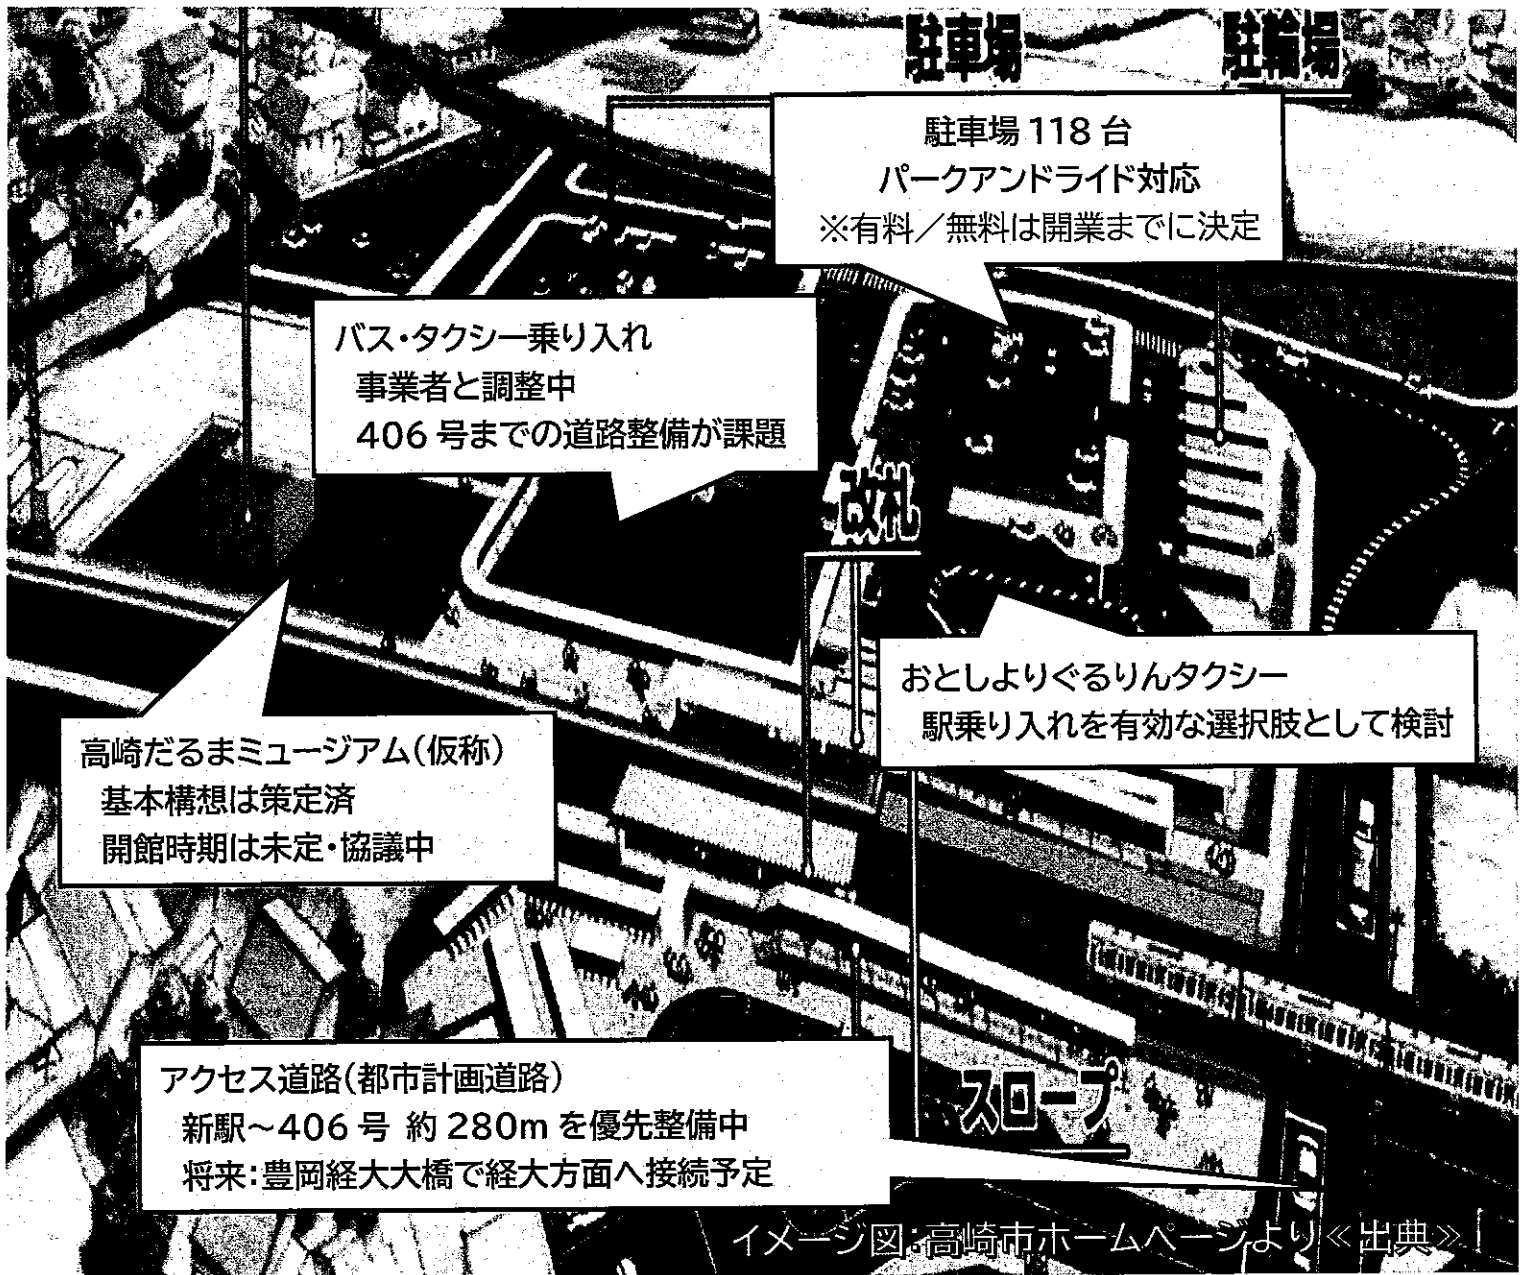 駐車場
駐輪場
駐車場 118 台
パークアンドライド対応
※有料／無料は開業までに決定
バス・タクシー乗り入れ
事業者と調整中
406 号までの道路整備が課題
改札
おとしよりぐるりんタクシー
駅乗り入れを有効な選択肢として検討
高崎だるまミュージアム(仮称)
基本構想は策定済
開館時期は未定・協議中
アクセス道路(都市計画道路)
新駅～406 号 約 280m を優先整備中
将来:豊岡経大大橋で経大方面へ接続予定
スロープ
イメージ図:高崎市ホームページより≪出典≫